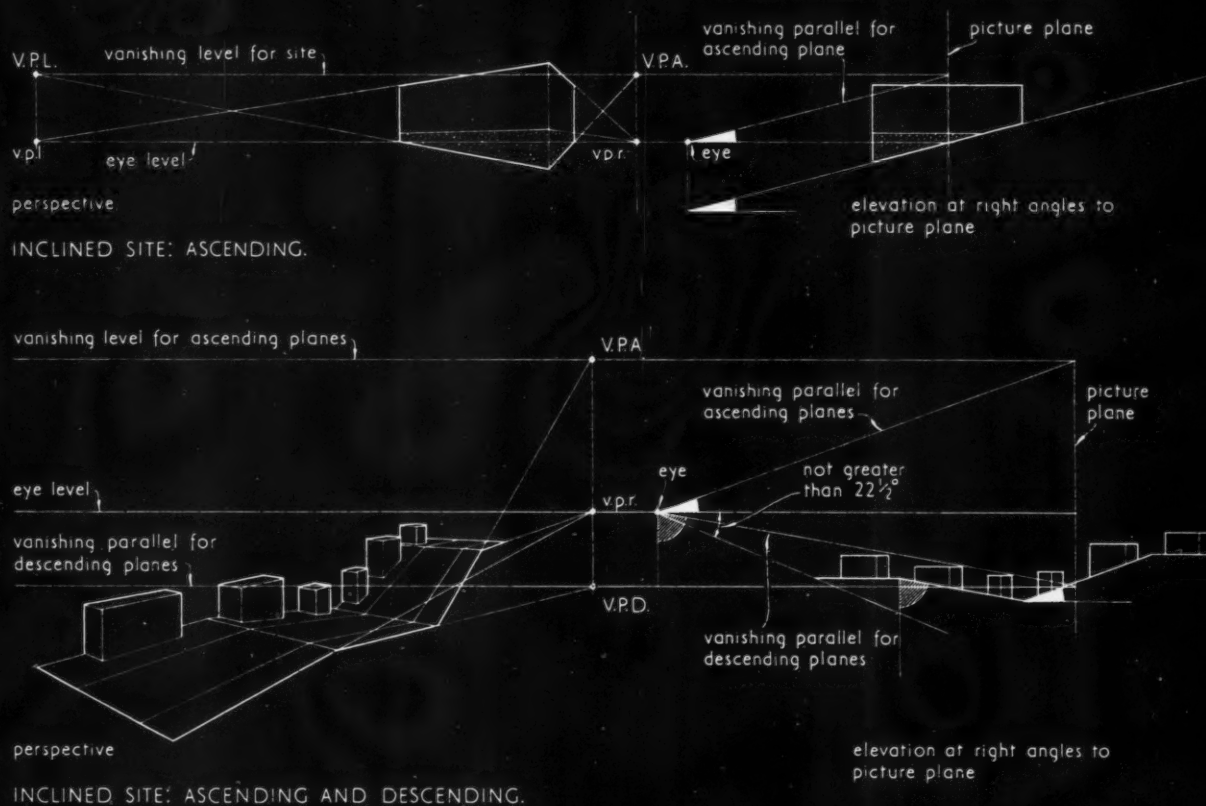 vanishing parallel for
ascending plane
picture plane
V.P.L.
vanishing level for site
V.P.A.
v.p.l
eye level
v.p.r.
eye
perspective
elevation at right angles to
picture plane
INCLINED SITE: ASCENDING.
vanishing level for ascending planes
V.P.A
vanishing parallel for
ascending planes
picture
plane
eye level
v.p.r.
eye
not greater
than 22½°
vanishing parallel for
descending planes
V.P.D.
vanishing parallel for
descending planes
perspective
elevation at right angles to
picture plane
INCLINED SITE: ASCENDING AND DESCENDING.